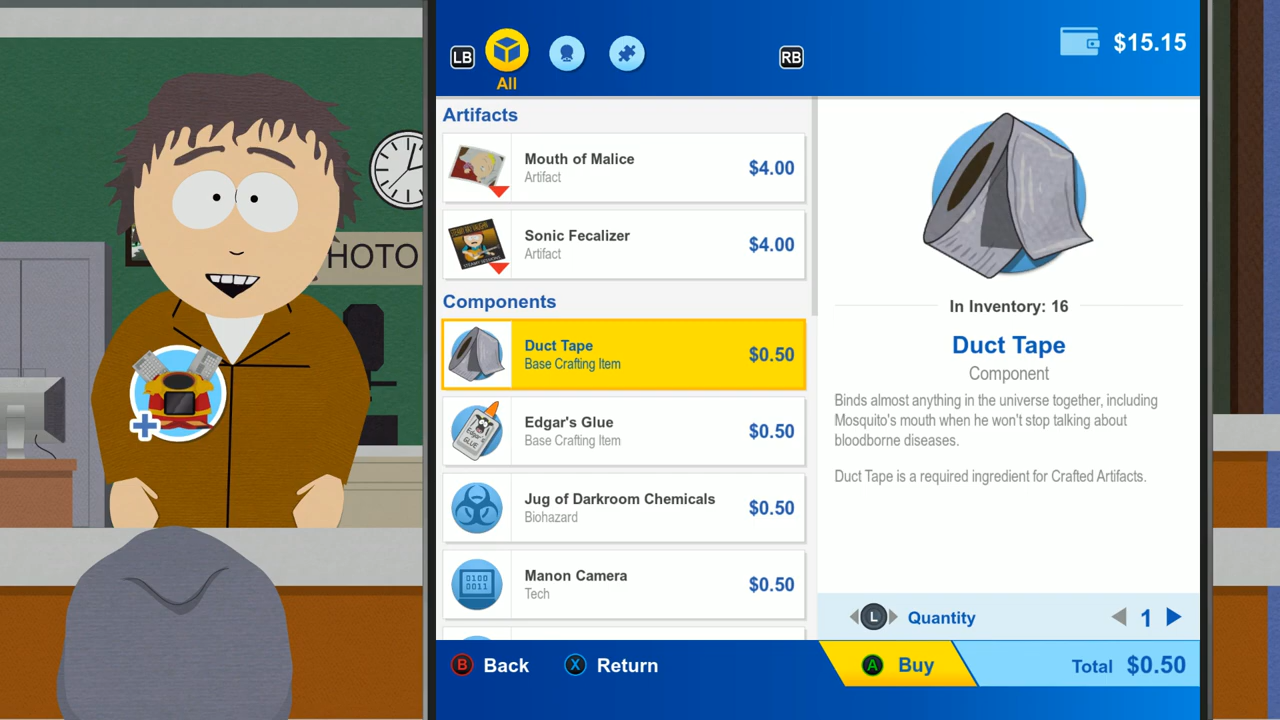 LB
RB
All
$15.15
HOTO
Artifacts
Mouth of Malice
Artifact
$4.00
Sonic Fecalizer
Artifact
$4.00
Components
Duct Tape
Base Crafting Item
$0.50
Edgar's Glue
Base Crafting Item
$0.50
Jug of Darkroom Chemicals
Biohazard
$0.50
0100
0011
Manon Camera
Tech
$0.50
In Inventory: 16
Duct Tape
Component
Binds almost anything in the universe together, including
Mosquito's mouth when he won't stop talking about
bloodborne diseases.
Duct Tape is a required ingredient for Crafted Artifacts.
L Quantity 1
B Back
X Return
A Buy
Total $0.50